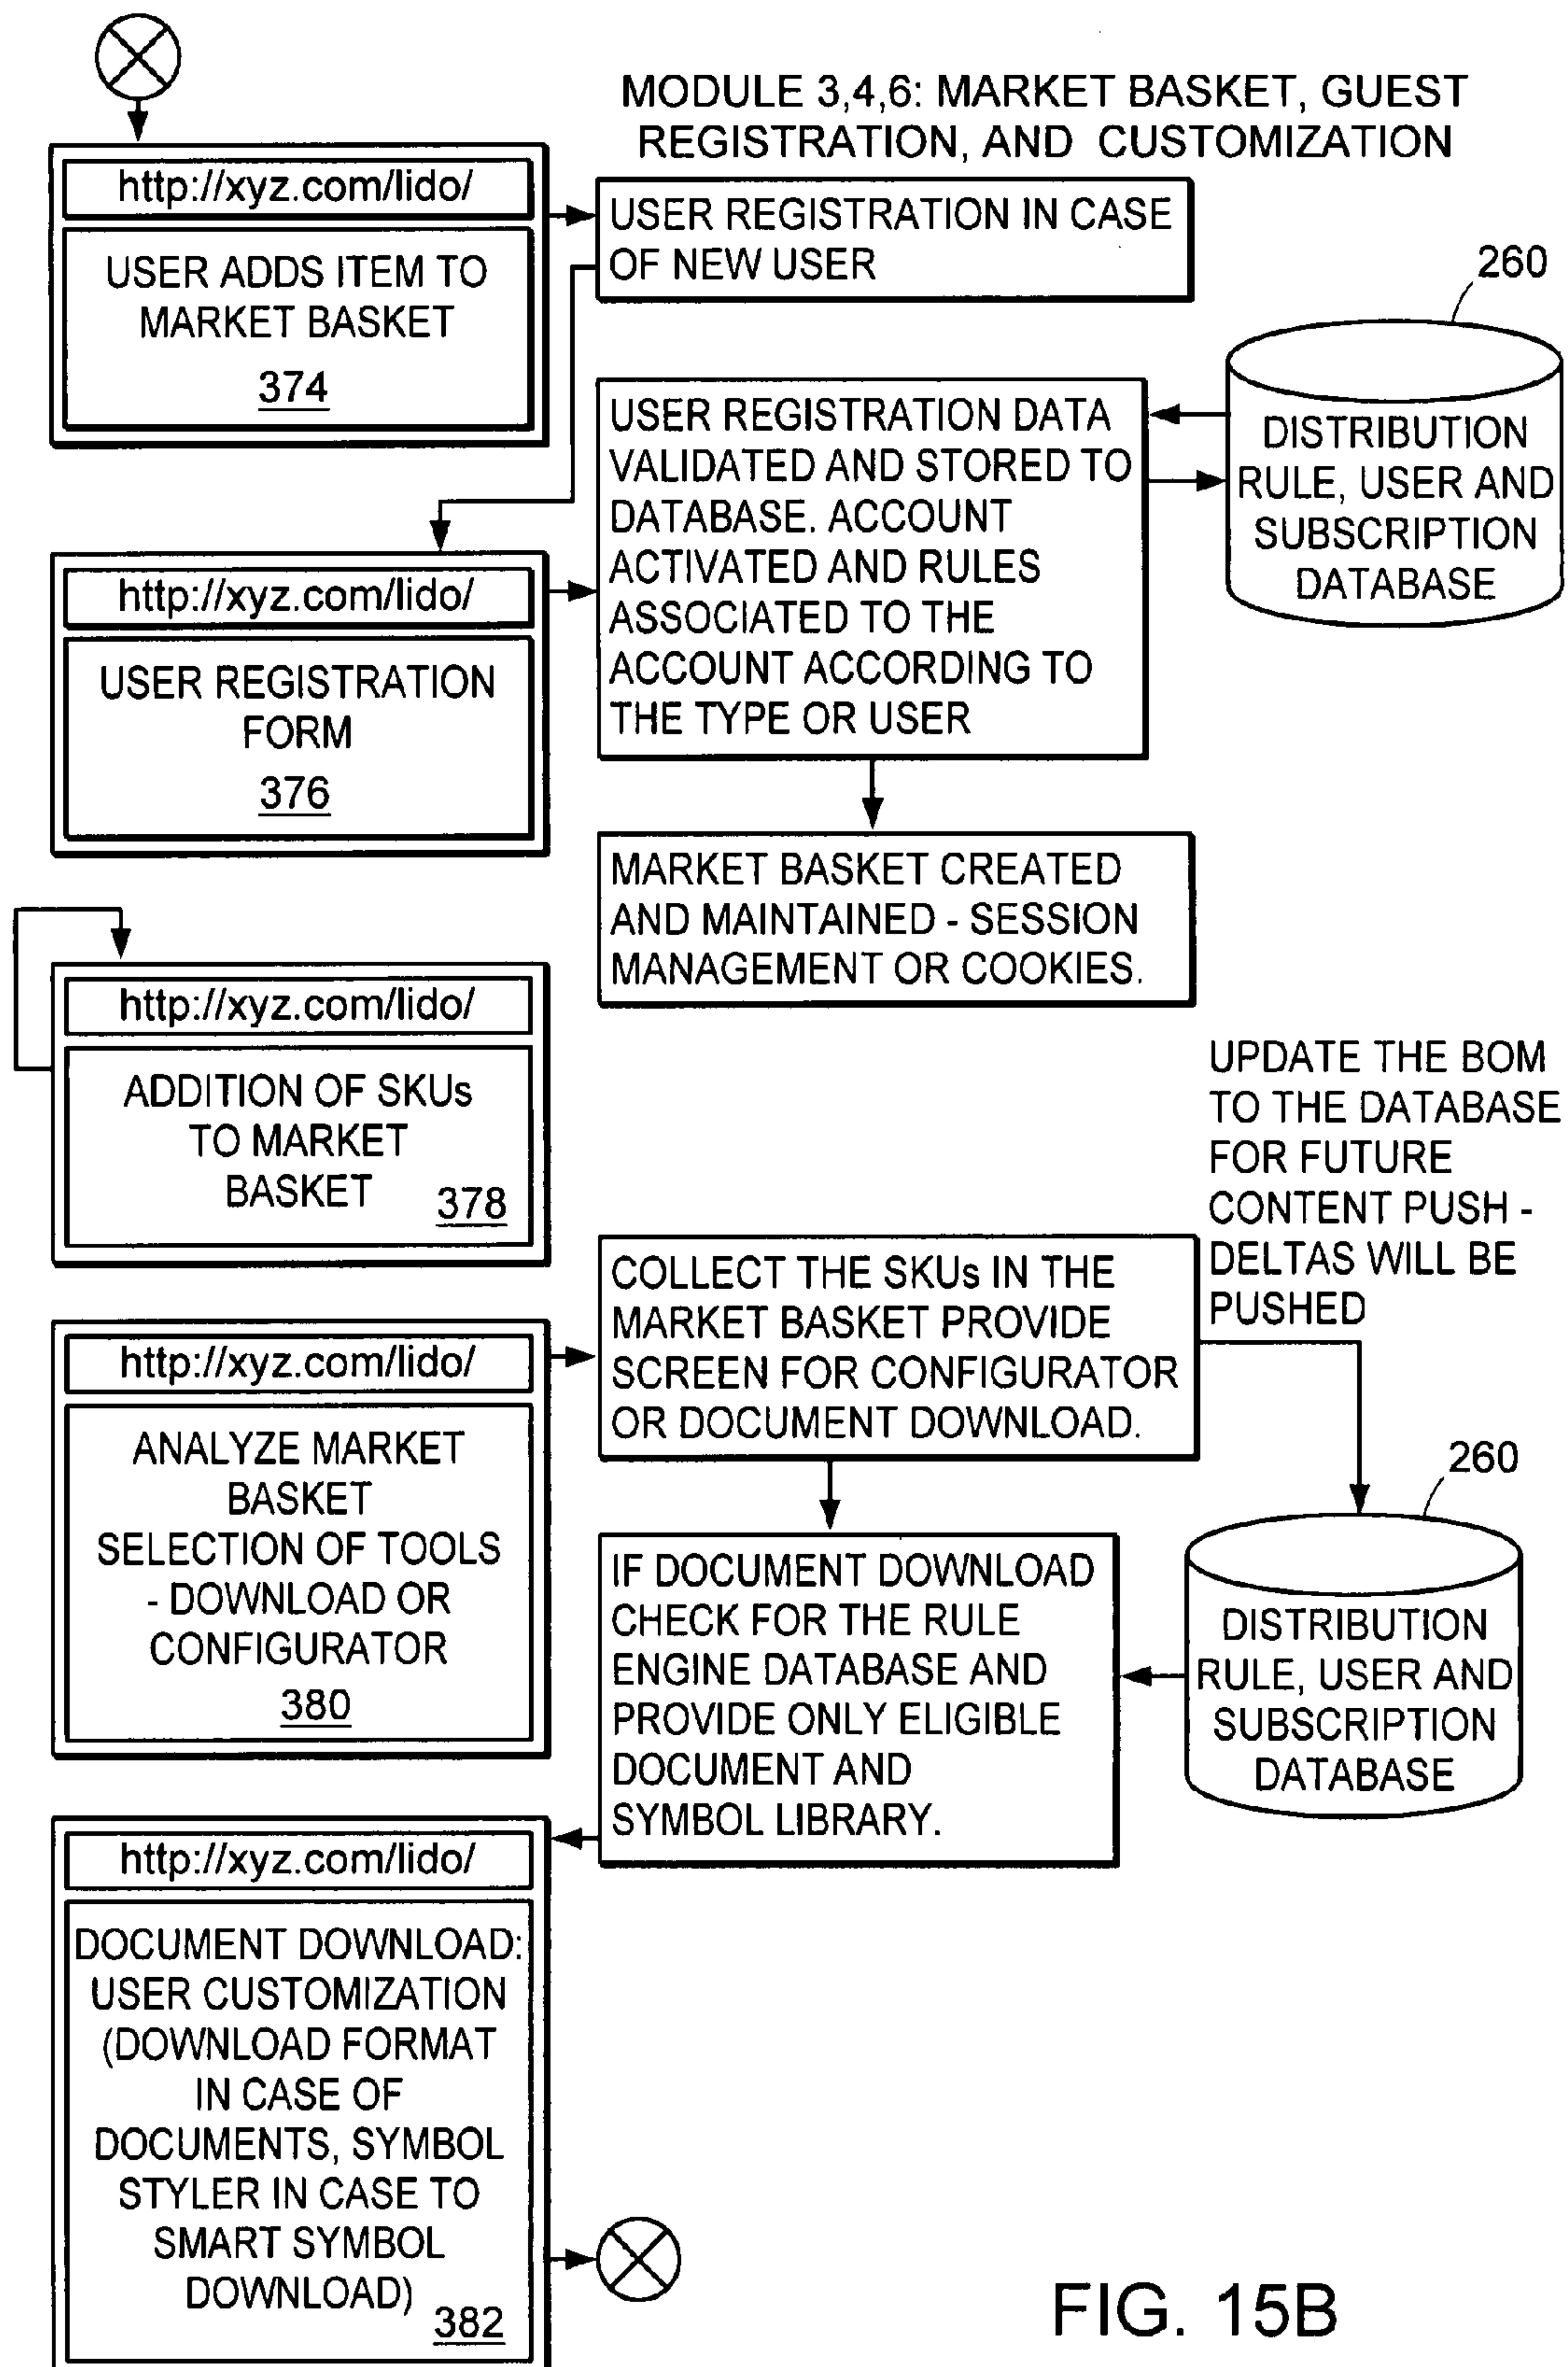 MODULE 3,4,6: MARKET BASKET, GUEST
REGISTRATION, AND CUSTOMIZATION
http://xyz.com/lido/
USER ADDS ITEM TO
MARKET BASKET
374
USER REGISTRATION IN CASE
OF NEW USER
260
DISTRIBUTION
RULE, USER AND
SUBSCRIPTION
DATABASE
USER REGISTRATION DATA
VALIDATED AND STORED TO
DATABASE. ACCOUNT
ACTIVATED AND RULES
ASSOCIATED TO THE
ACCOUNT ACCORDING TO
THE TYPE OR USER
http://xyz.com/lido/
USER REGISTRATION
FORM
376
MARKET BASKET CREATED
AND MAINTAINED - SESSION
MANAGEMENT OR COOKIES.
http://xyz.com/lido/
ADDITION OF SKUs
TO MARKET
BASKET
378
UPDATE THE BOM
TO THE DATABASE
FOR FUTURE
CONTENT PUSH -
DELTAS WILL BE
PUSHED
COLLECT THE SKUs IN THE
MARKET BASKET PROVIDE
SCREEN FOR CONFIGURATOR
OR DOCUMENT DOWNLOAD.
http://xyz.com/lido/
ANALYZE MARKET
BASKET
SELECTION OF TOOLS
- DOWNLOAD OR
CONFIGURATOR
380
260
DISTRIBUTION
RULE, USER AND
SUBSCRIPTION
DATABASE
IF DOCUMENT DOWNLOAD
CHECK FOR THE RULE
ENGINE DATABASE AND
PROVIDE ONLY ELIGIBLE
DOCUMENT AND
SYMBOL LIBRARY.
http://xyz.com/lido/
DOCUMENT DOWNLOAD:
USER CUSTOMIZATION
(DOWNLOAD FORMAT
IN CASE OF
DOCUMENTS, SYMBOL
STYLER IN CASE TO
SMART SYMBOL
DOWNLOAD)
382
FIG. 15B